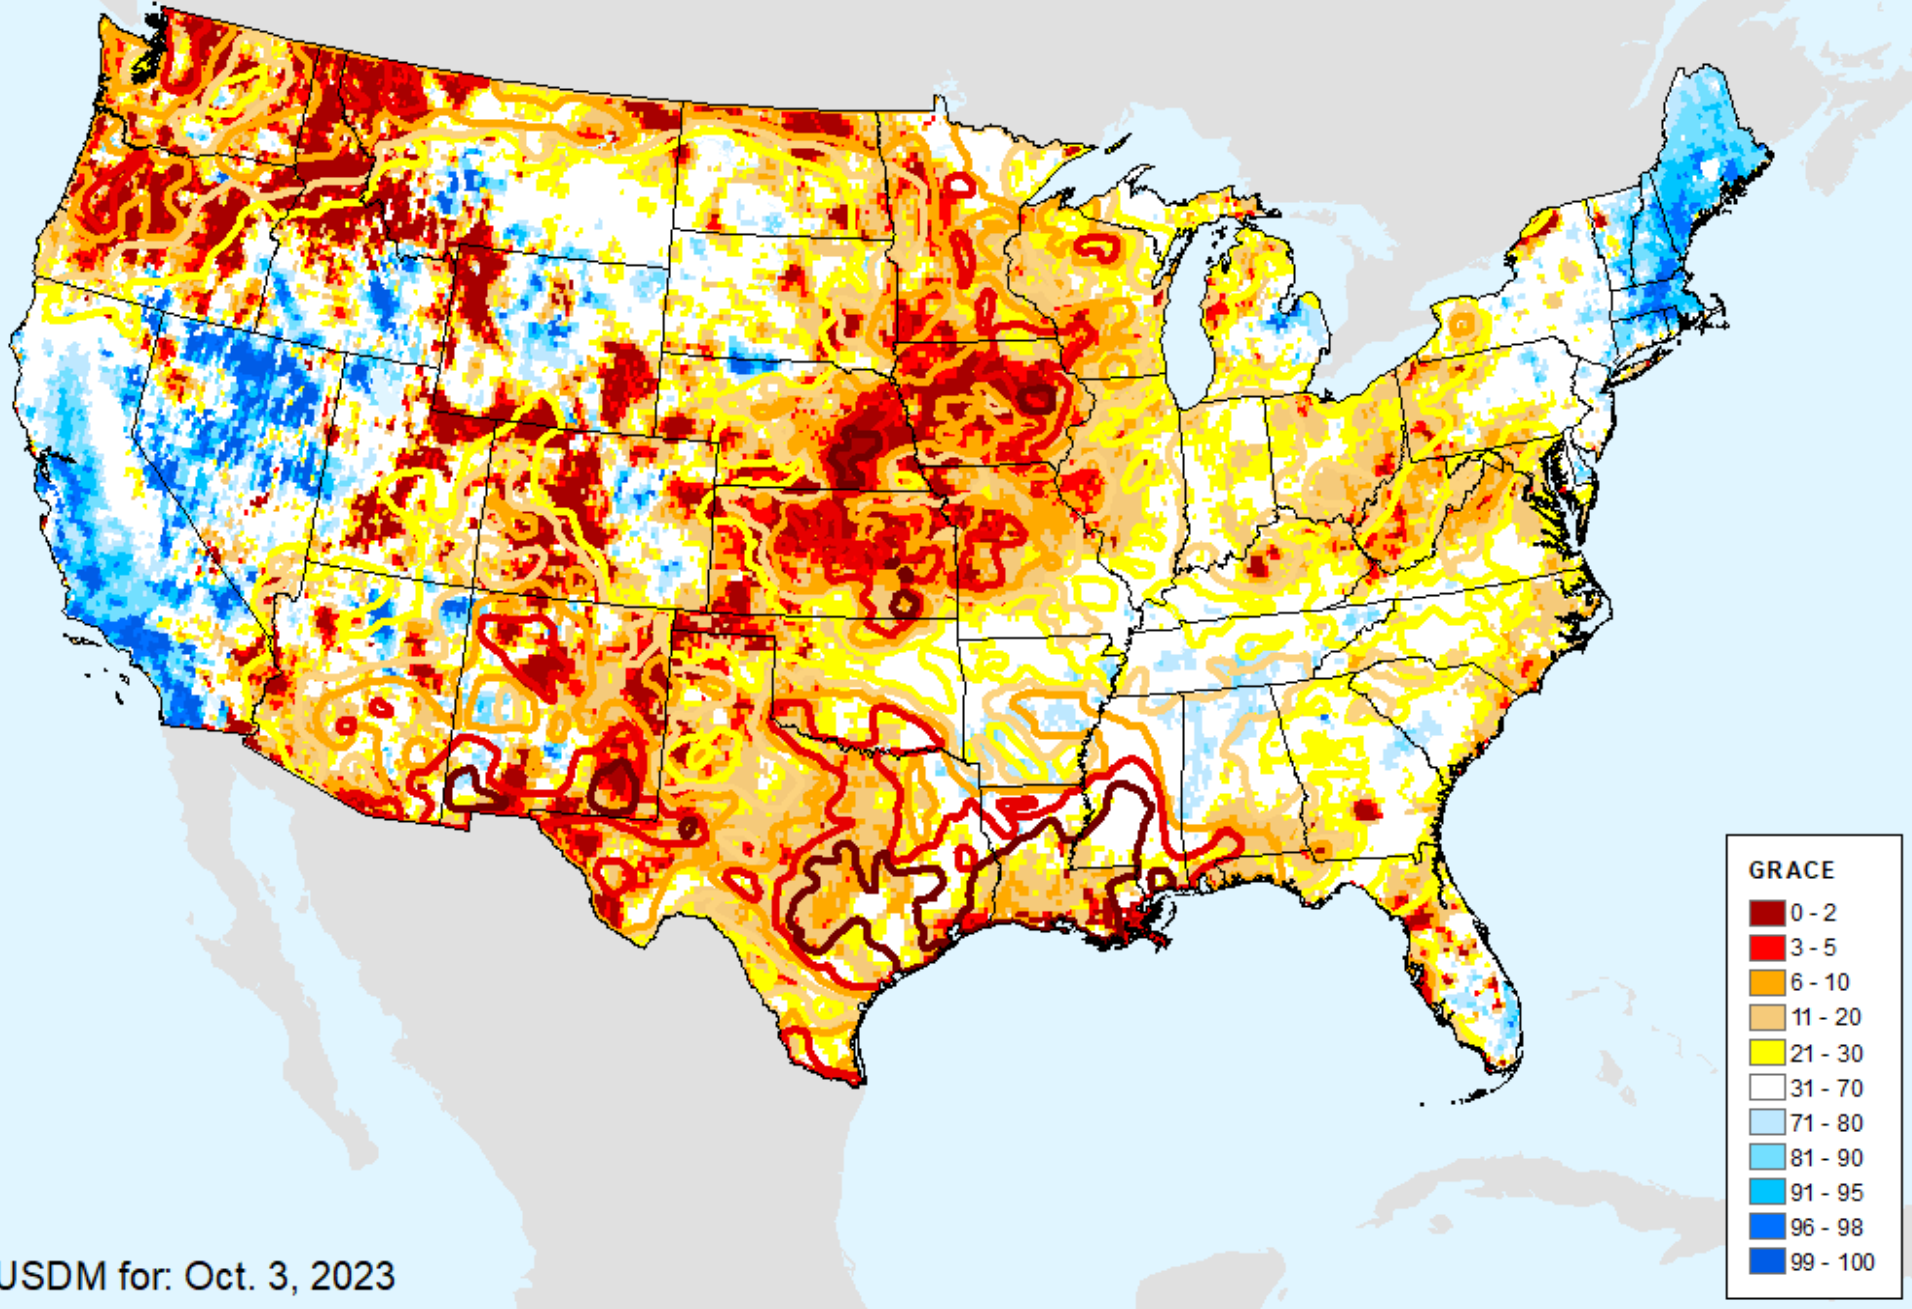 GRACE
0 - 2
3 - 5
6 - 10
11 - 20
21 - 30
31 - 70
71 - 80
81 - 90
91 - 95
96 - 98
99 - 100
USDM for: Oct. 3, 2023